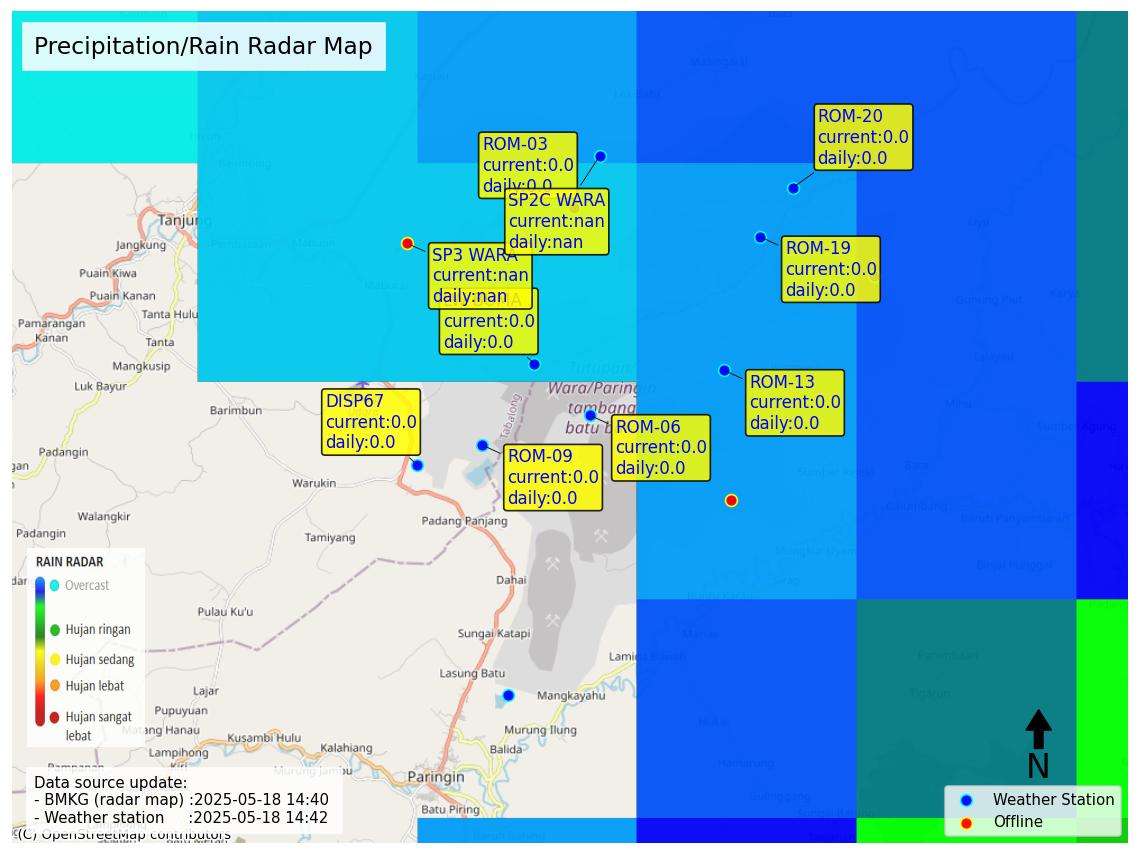 Precipitation/Rain Radar Map
ROM-20
current:0.0
daily:0.0
ROM-03
current:0.0
daily:0.0
SP2C WARA
current:nan
daily:nan
ROM-19
current:0.0
daily:0.0
SP3 WARA
current:nan
daily:nan
current:0.0
daily:0.0
ROM-13
current:0.0
daily:0.0
DISP67
current:0.0
daily:0.0
ROM-06
current:0.0
daily:0.0
ROM-09
current:0.0
daily:0.0
Tanjung
Jangkung
Puain Kiwa
Puain Kanan
Tanta Hulu
Pamarangan
Kanan
Tanta
Mangkusip
Luk Bayur
Barimbun
Padangin
Warukin
Walangkir
Padangin
Tamiyang
Padang Panjang
Tabalong
Tutupan
Wara/Paringin
tambang
Dahai
Pulau Ku'u
Sungai Katapi
Lasung Batu
Lajar
Pupuyuan
Matang Hanau
Lampihong
Kusambi Hulu
Kalahiang
Murung Jambu
Mangkayahu
Murung Ilung
Balida
Paringin
Batu Piring
RAIN RADAR
Overcast
Hujan ringan
Hujan sedang
Hujan lebat
Hujan sangat
lebat
Data source update:
- BMKG (radar map) :2025-05-18 14:40
- Weather station :2025-05-18 14:42
(C) OpenStreetMap contributors
N
Weather Station
Offline